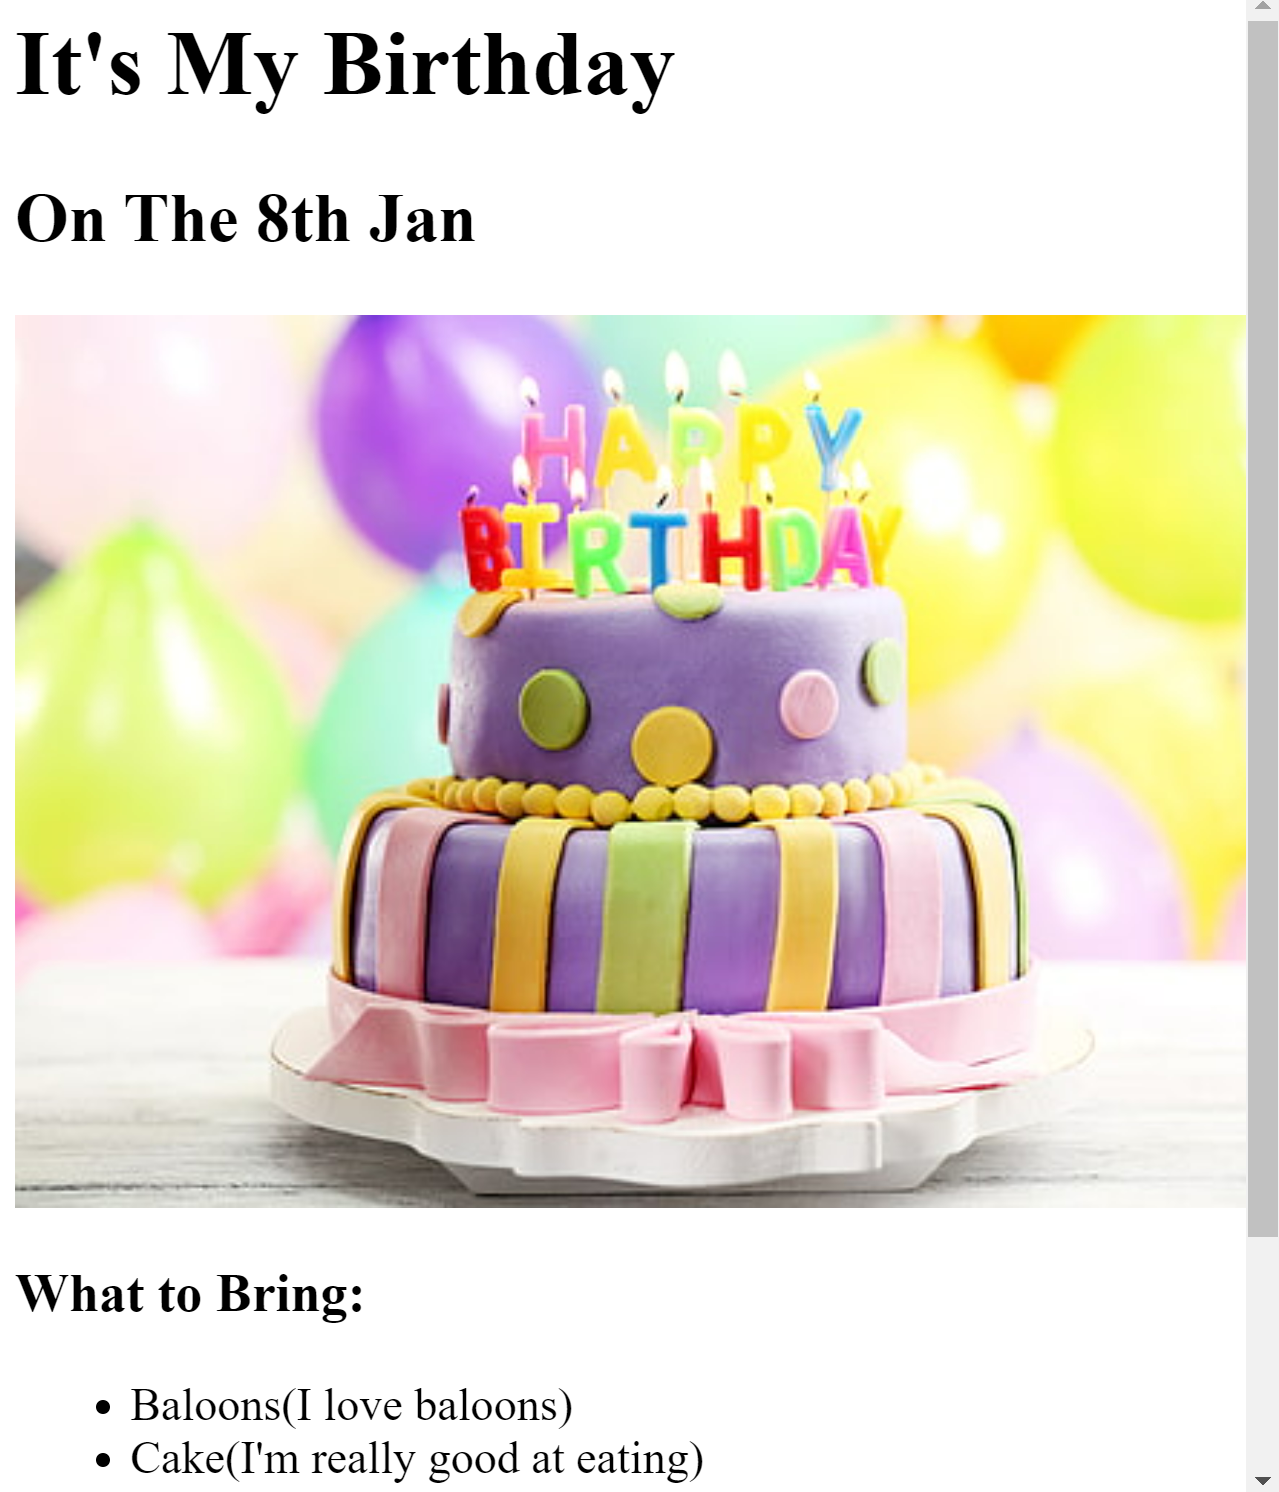 It's My Birthday
On The 8th Jan
HAPPY
BIRTHDAY
What to Bring:
Baloons(I love baloons)
Cake(I'm really good at eating)